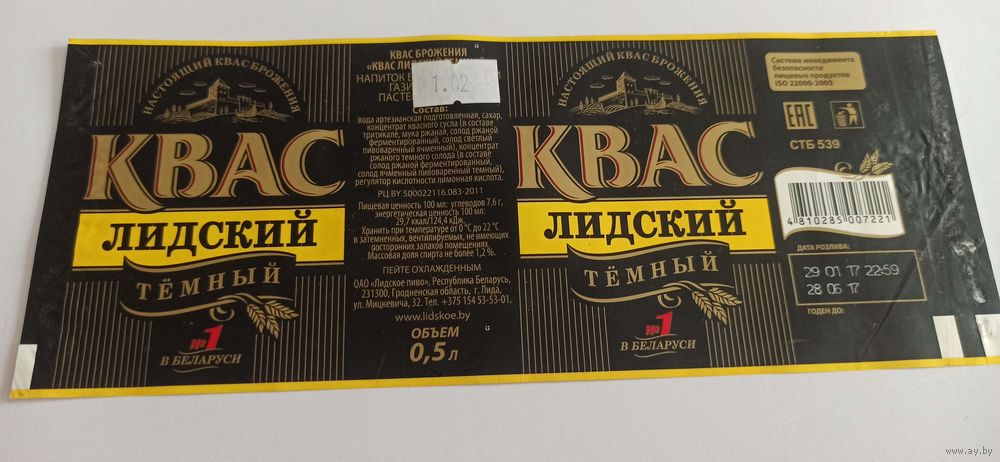 НАСТОЯЩИЙ КВАС БРОЖЕНИЯ
КВАС
ЛИДСКИЙ
ТЁМНЫЙ
№1
В БЕЛАРУСИ
КВАС БРОЖЕНИЯ
«КВАС
НАПИТОК
1.02
Состав:
вода артезианская подготовленная, сахар,
концентрат квасного сусла (в составе
тритикале, мука ржаная, солод ржаной
ферментированный, солод светлый
пивоваренный ячменный), концентрат
ржаного темного солода (в составе
солод ржаной ферментированный,
солод ячменный пивоваренный темный),
регулятор кислотности лимонная кислота.
РЦ BY 500022116.083-2011
Пищевая ценность 100 мл: углеводов 7,6 г,
энергетическая ценность 100 мл:
29,7 ккал/124,4 кДж.
Хранить при температуре от 0 °С до 22 °С
в затемненных, вентилируемых, не имеющих
посторонних запахов помещениях.
Массовая доля спирта не более 1,2 %.
ПЕЙТЕ ОХЛАЖДЕННЫМ
ОАО «Лидское пиво», Республика Беларусь,
231300, Гродненская область, г. Лида,
ул. Мицкевича, 32. Тел. +375 154 53-53-01.
www.lidskoe.by
ОБЪЕМ
0,5 л
НАСТОЯЩИЙ КВАС БРОЖЕНИЯ
КВАС
ЛИДСКИЙ
ТЁМНЫЙ
№1
В БЕЛАРУСИ
Система менеджмента
безопасности
пищевых продуктов
ISO 22000-2005
EAC
СТБ 539
4 810285 007221
ДАТА РОЗЛИВА:
29 01 17 22:59
28 06 17
ГОДЕН ДО:
www.ay.by